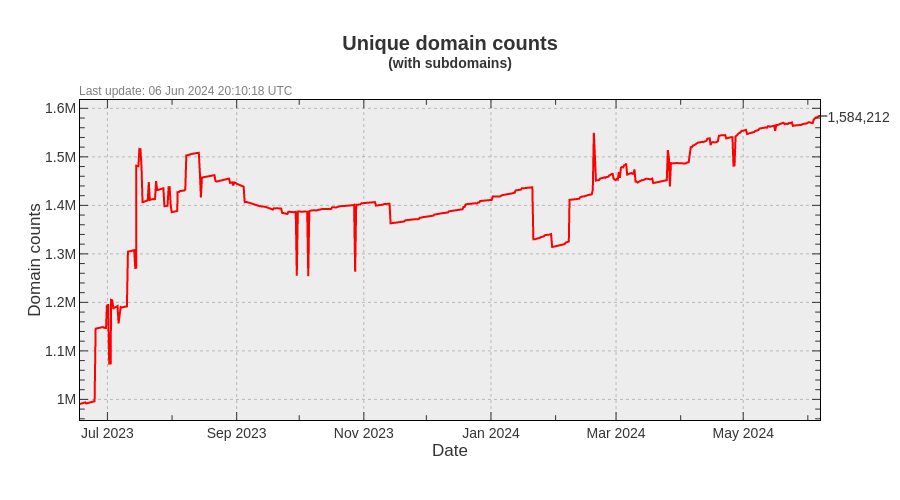 Unique domain counts
(with subdomains)
Last update: 06 Jun 2024 20:10:18 UTC
1.6M
1,584,212
1.5M
1.4M
1.3M
1.2M
1.1M
1M
Domain counts
Jul 2023 Sep 2023 Nov 2023 Jan 2024 Mar 2024 May 2024
Date